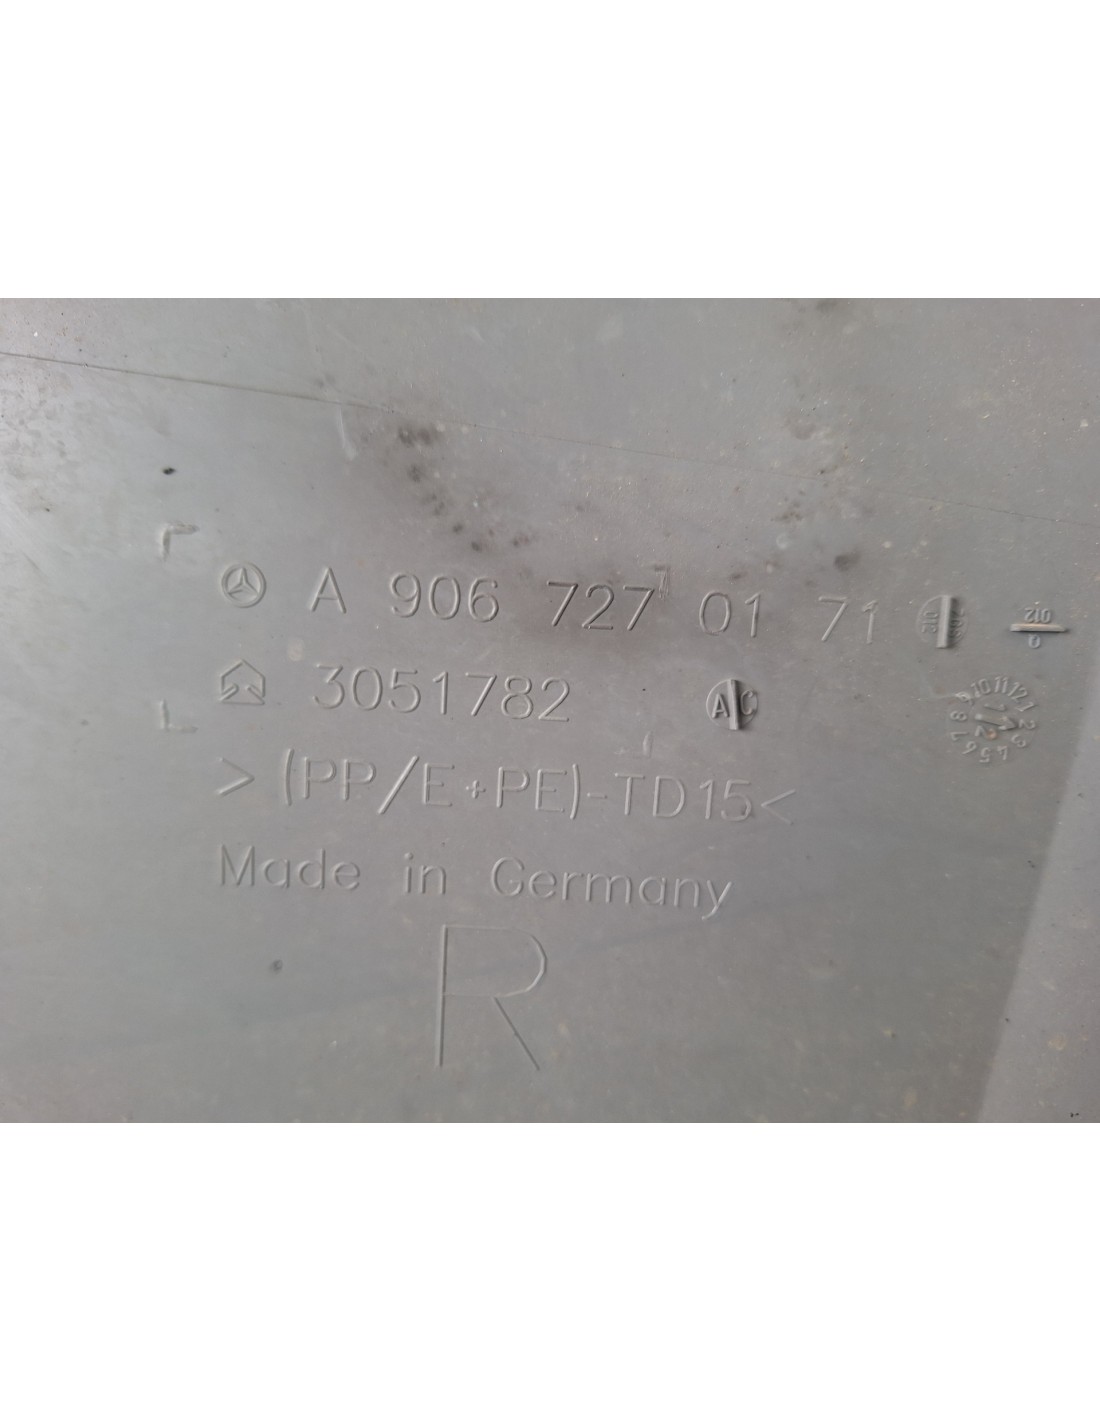 A 906 727 01 71
3051782 A C
>(PP/E+PE)-TD15<
Made in Germany
R